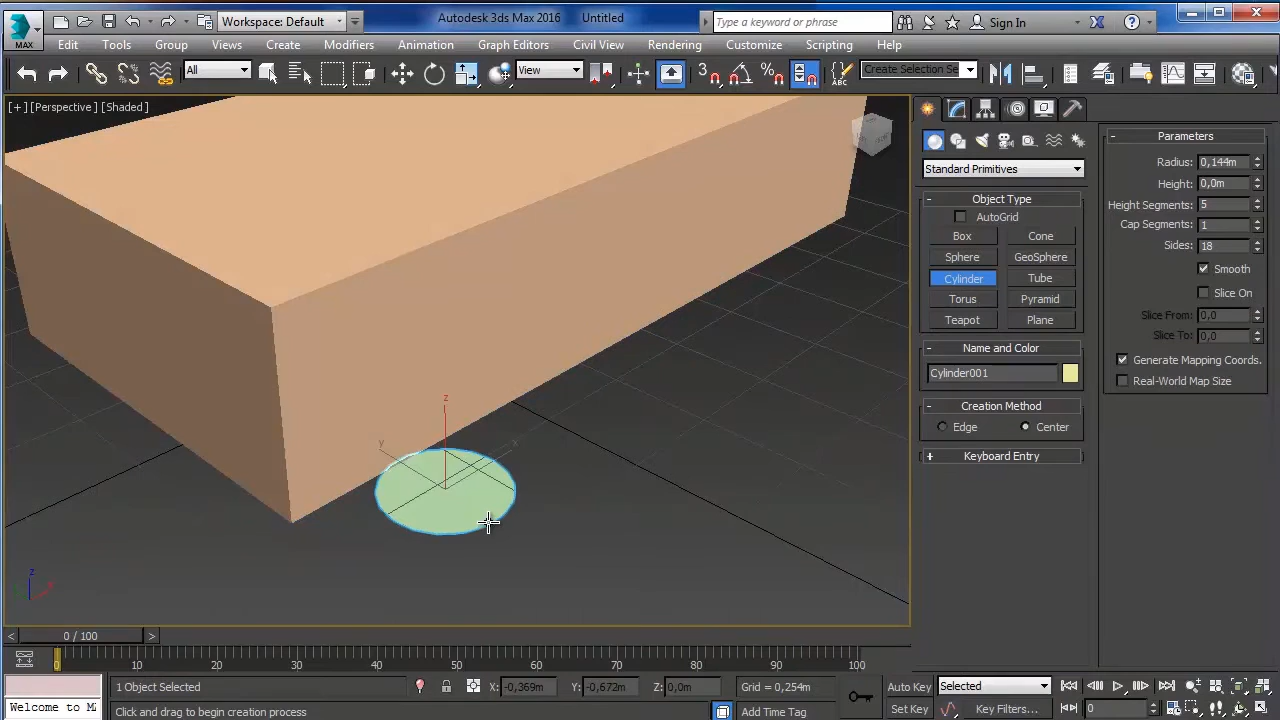 Workspace: Default
Autodesk 3ds Max 2016 Untitled
Type a keyword or phrase
Sign In
MAX
Edit Tools Group Views Create Modifiers Animation Graph Editors Civil View Rendering Customize Scripting Help
All
View
3
ABC
Create Selection Se
[+] [Perspective] [Shaded]
Standard Primitives
Object Type
AutoGrid
Box Cone
Sphere GeoSphere
Cylinder Tube
Torus Pyramid
Teapot Plane
Name and Color
Cylinder001
Creation Method
Edge Center
Keyboard Entry
Parameters
Radius: 0,144m
Height: 0,0m
Height Segments: 5
Cap Segments: 1
Sides: 18
Smooth
Slice On
Slice From: 0,0
Slice To: 0,0
Generate Mapping Coords.
Real-World Map Size
z
y x
z
0 / 100
0 10 20 30 40 50 60 70 80 90 100
1 Object Selected X: -0,369m Y: -0,672m Z: 0,0m Grid = 0,254m Auto Key Selected
Welcome to MA Click and drag to begin creation process Add Time Tag Set Key Key Filters... 0